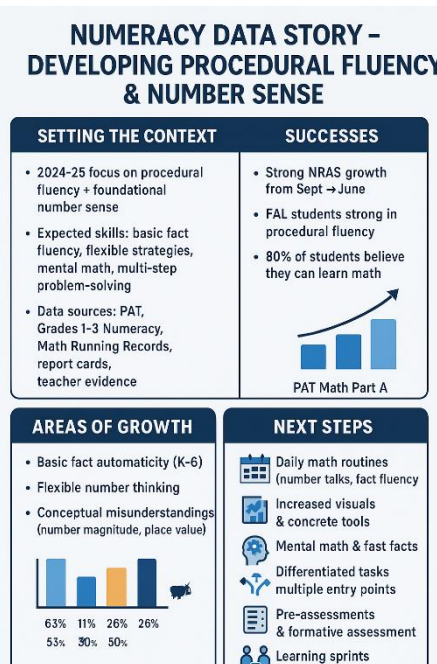 NUMERACY DATA STORY –
DEVELOPING PROCEDURAL FLUENCY
& NUMBER SENSE
SETTING THE CONTEXT
• 2024-25 focus on procedural
fluency + foundational
number sense
• Expected skills: basic fact
fluency, flexible strategies,
mental math, multi-step
problem-solving
• Data sources: PAT,
Grades 1-3 Numeracy,
Math Running Records,
report cards,
teacher evidence
SUCCESSES
• Strong NRAS growth
from Sept → June
• FAL students strong in
procedural fluency
• 80% of students believe
they can learn math
PAT Math Part A
AREAS OF GROWTH
• Basic fact automaticity (K–6)
• Flexible number thinking
• Conceptual misunderstandings
(number magnitude, place value)
63% 11% 26% 26%
53% 30% 50%
NEXT STEPS
Daily math routines
(number talks, fact fluency
Increased visuals
& concrete tools
Mental math & fast facts
Differentiated tasks
multiple entry points
Pre-assessments
& formative assessment
Learning sprints